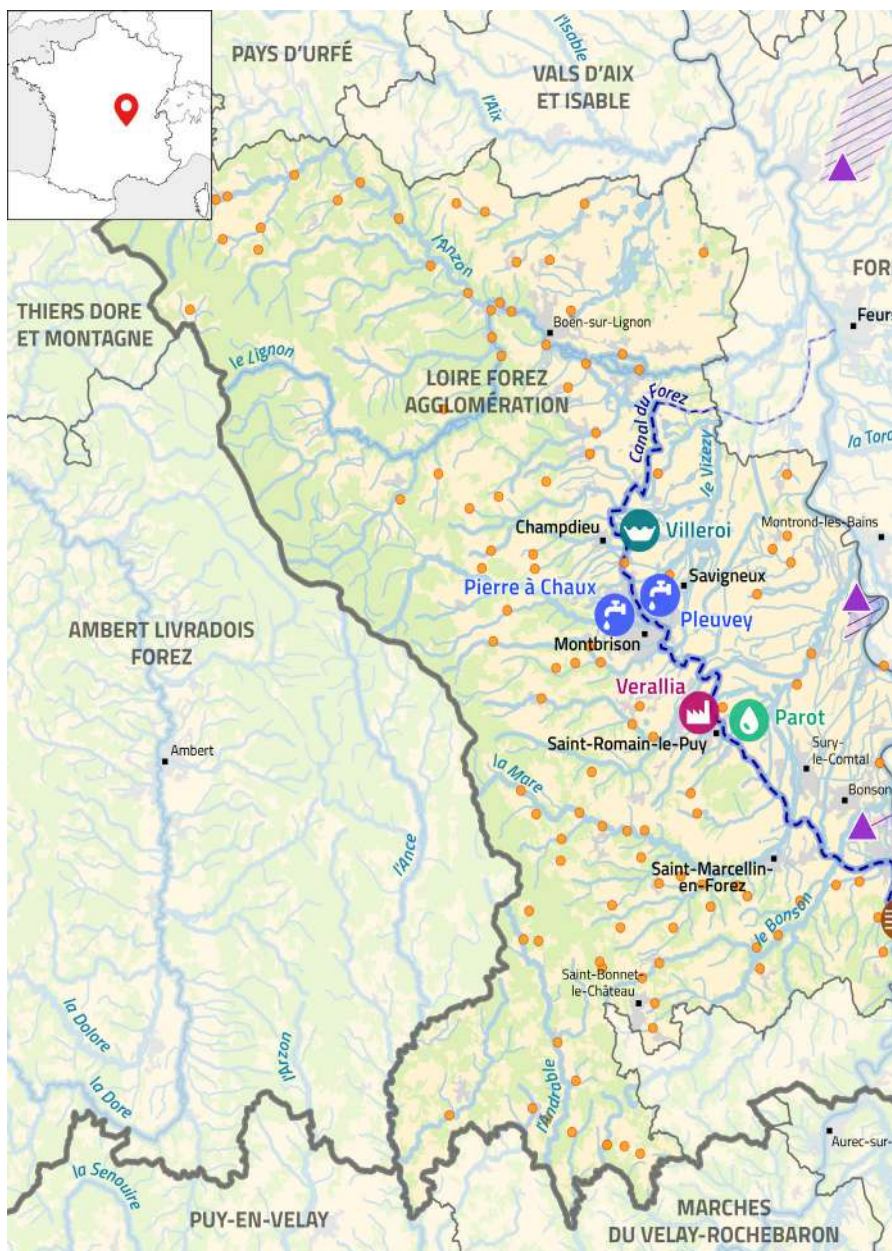 PAYS D'URFÉ
l'Isable
VALS D'AIX
ET ISABLE
l'Aix
l'Anzon
THIERS DORE
ET MONTAGNE
FOR
Feurs
Boën-sur-Lignon
le Lignon
LOIRE FOREZ
AGGLOMÉRATION
Canal du Forez
la Tora
le Vizezy
Champdieu
Villeroi
Montrond-les-Bains
Pierre à Chaux
Savigneux
Pleuvey
AMBERT LIVRADOIS
FOREZ
Montbrison
Verallia
Parot
Saint-Romain-le-Puy
Ambert
Sury-
le-Comtal
la Mare
Bonson
l'Ance
Saint-Marcellin-
en-Forez
le Bonson
Saint-Bonnet-
le-Château
la Dolore
l'Arzon
la Dore
l'Andrable
Aurec-sur-
la Senouire
PUY-EN-VELAY
MARCHES
DU VELAY-ROCHEBARON